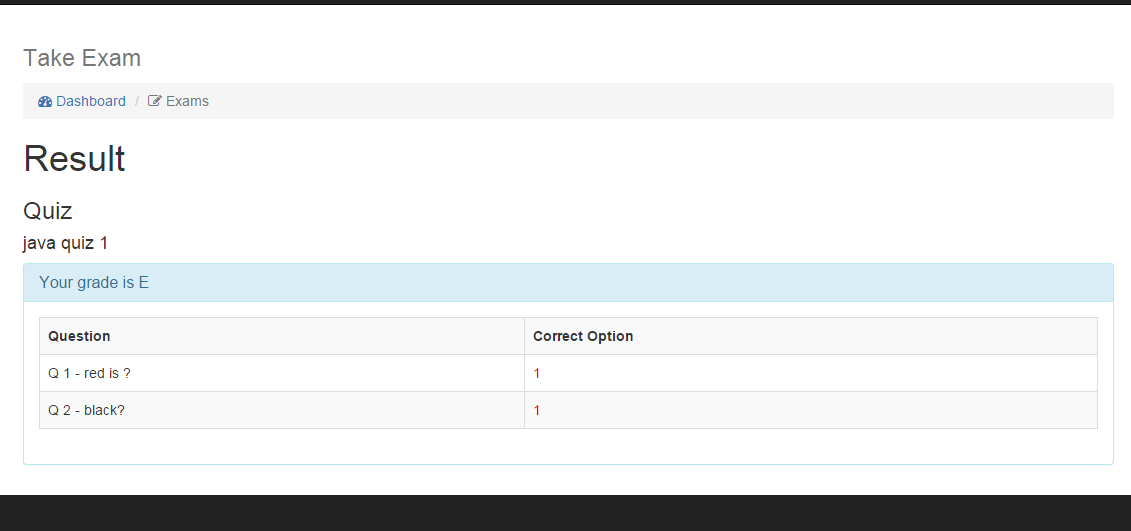 Take Exam
Dashboard / Exams
Result
Quiz
java quiz 1
Your grade is E
Question Correct Option
Q 1 - red is ? 1
Q 2 - black? 1